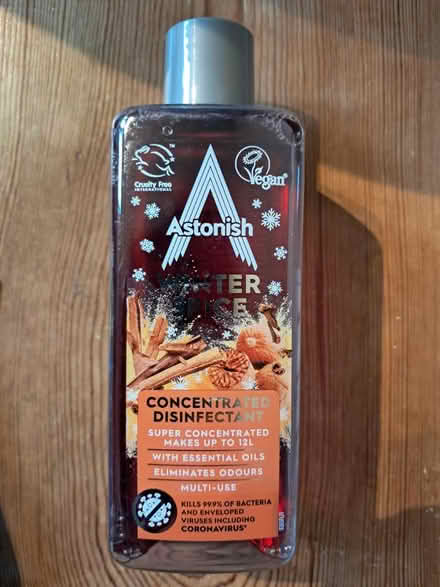 Cruelty Free
INTERNATIONAL
TM
Vegan®
Astonish
WINTER
SPICE
CONCENTRATED
DISINFECTANT
SUPER CONCENTRATED
MAKES UP TO 12L
WITH ESSENTIAL OILS
ELIMINATES ODOURS
MULTI-USE
KILLS 99.9% OF BACTERIA
AND ENVELOPED
VIRUSES INCLUDING
CORONAVIRUS*